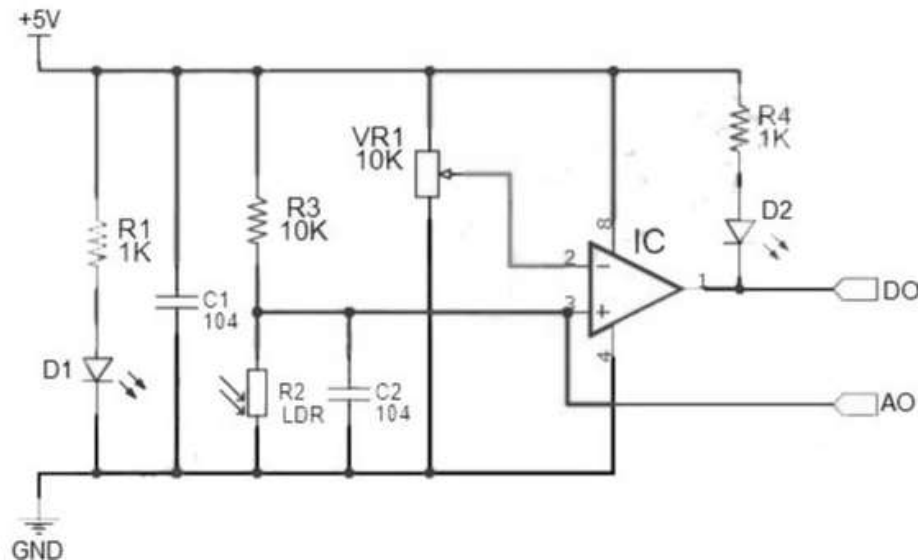 +5V
R1
1K
C1
104
R3
10K
VR1
10K
R4
1K
D2
IC
8
2
-
3
+
4
1
DO
D1
R2
LDR
C2
104
AO
GND